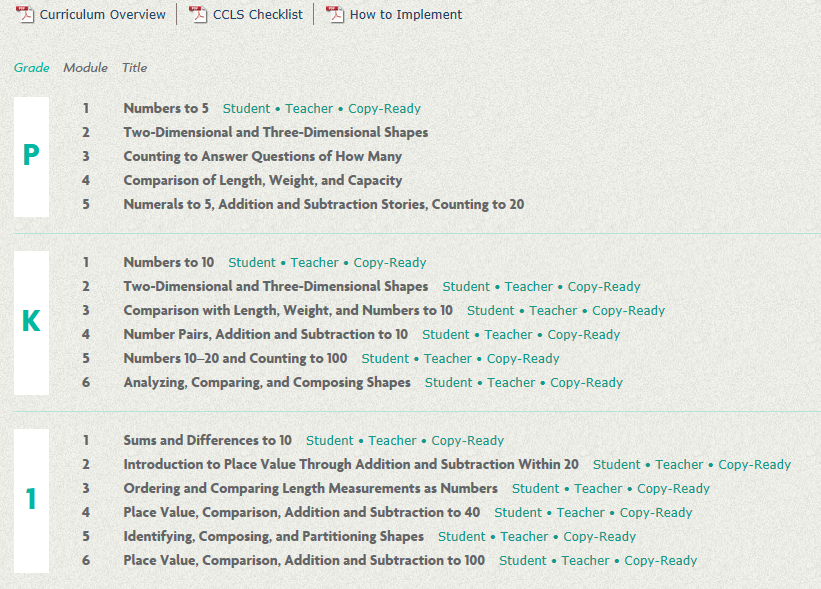 Curriculum Overview CCLS Checklist How to Implement
Grade Module Title
P
1 Numbers to 5 Student • Teacher • Copy-Ready
2 Two-Dimensional and Three-Dimensional Shapes
3 Counting to Answer Questions of How Many
4 Comparison of Length, Weight, and Capacity
5 Numerals to 5, Addition and Subtraction Stories, Counting to 20
K
1 Numbers to 10 Student • Teacher • Copy-Ready
2 Two-Dimensional and Three-Dimensional Shapes Student • Teacher • Copy-Ready
3 Comparison with Length, Weight, and Numbers to 10 Student • Teacher • Copy-Ready
4 Number Pairs, Addition and Subtraction to 10 Student • Teacher • Copy-Ready
5 Numbers 10–20 and Counting to 100 Student • Teacher • Copy-Ready
6 Analyzing, Comparing, and Composing Shapes Student • Teacher • Copy-Ready
1
1 Sums and Differences to 10 Student • Teacher • Copy-Ready
2 Introduction to Place Value Through Addition and Subtraction Within 20 Student • Teacher • Copy-Ready
3 Ordering and Comparing Length Measurements as Numbers Student • Teacher • Copy-Ready
4 Place Value, Comparison, Addition and Subtraction to 40 Student • Teacher • Copy-Ready
5 Identifying, Composing, and Partitioning Shapes Student • Teacher • Copy-Ready
6 Place Value, Comparison, Addition and Subtraction to 100 Student • Teacher • Copy-Ready